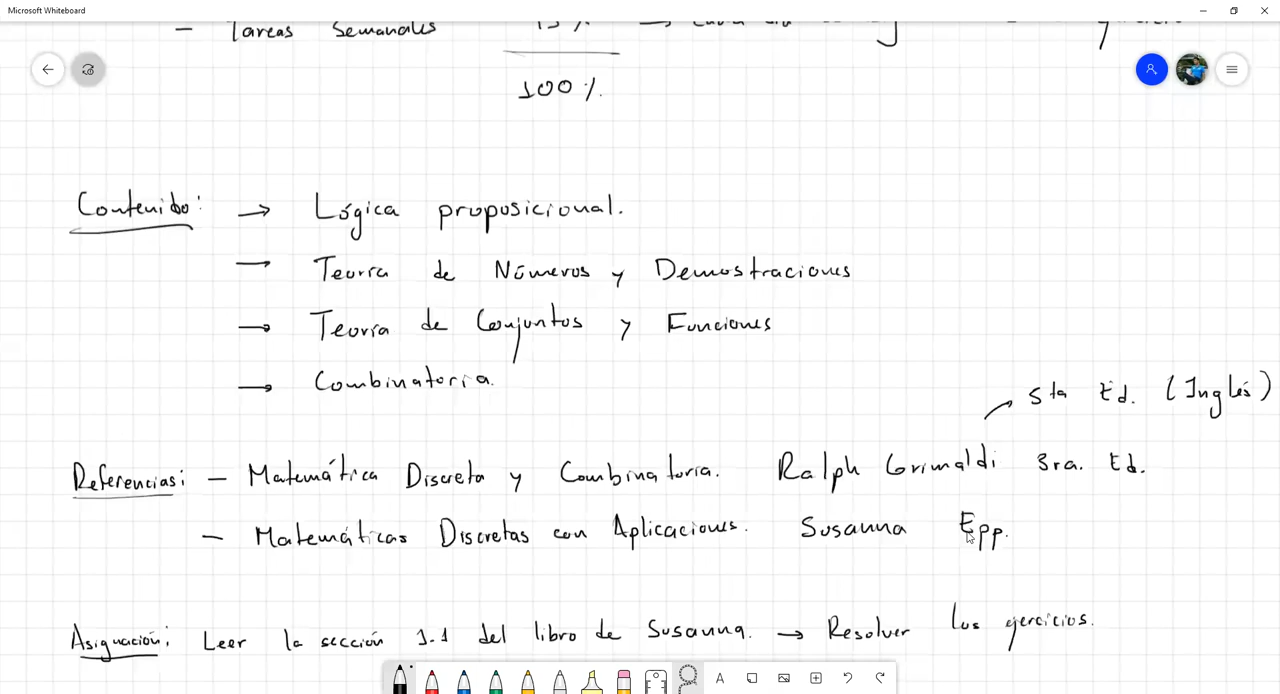 Microsoft Whiteboard
- Tareas Semanales
100 %.
Contenido: → Lógica proposicional.
→ Teoría de Números y Demostraciones
→ Teoría de Conjuntos y Funciones
→ Combinatoria.
5ta Ed. (Inglés)
Referencias: - Matemática Discreta y Combinatoria. Ralph Grimaldi 3ra. Ed.
- Matemáticas Discretas con Aplicaciones. Susanna Epp.
Asignación: Leer la sección 1.1 del libro de Susanna. → Resolver los ejercicios.